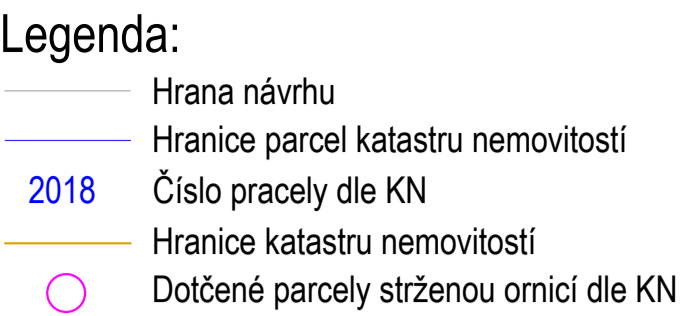 Legenda:
Hrana návrhu
Hranice parcel katastru nemovitostí
2018 Číslo pracely dle KN
Hranice katastru nemovitostí
Dotčené parcely strženou ornicí dle KN